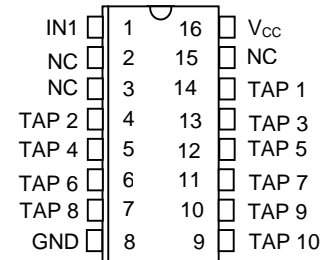 IN1 1 16 Vcc
NC 2 15 NC
NC 3 14 TAP 1
TAP 2 4 13 TAP 3
TAP 4 5 12 TAP 5
TAP 6 6 11 TAP 7
TAP 8 7 10 TAP 9
GND 8 9 TAP 10